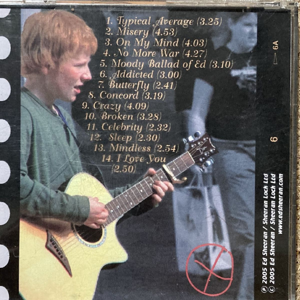 1. Typical Average (3.25)
2. Misery (4.53)
3. On My Mind (4.03)
4. No More War (4.27)
5. Moody Ballad of Ed (3.10)
6. Addicted (3.00)
7. Butterfly (2.41)
8. Concord (3.19)
9. Crazy (4.09)
10. Broken (3.28)
11. Celebrity (2.32)
12. Sleep (2.30)
13. Mindless (2.54)
14. I Love You
(2.50)
6A
6
℗ 2005 Ed Sheeran / Sheeran Lock Ltd
© 2005 Ed Sheeran / Sheeran Lock Ltd
www.edsheeran.com